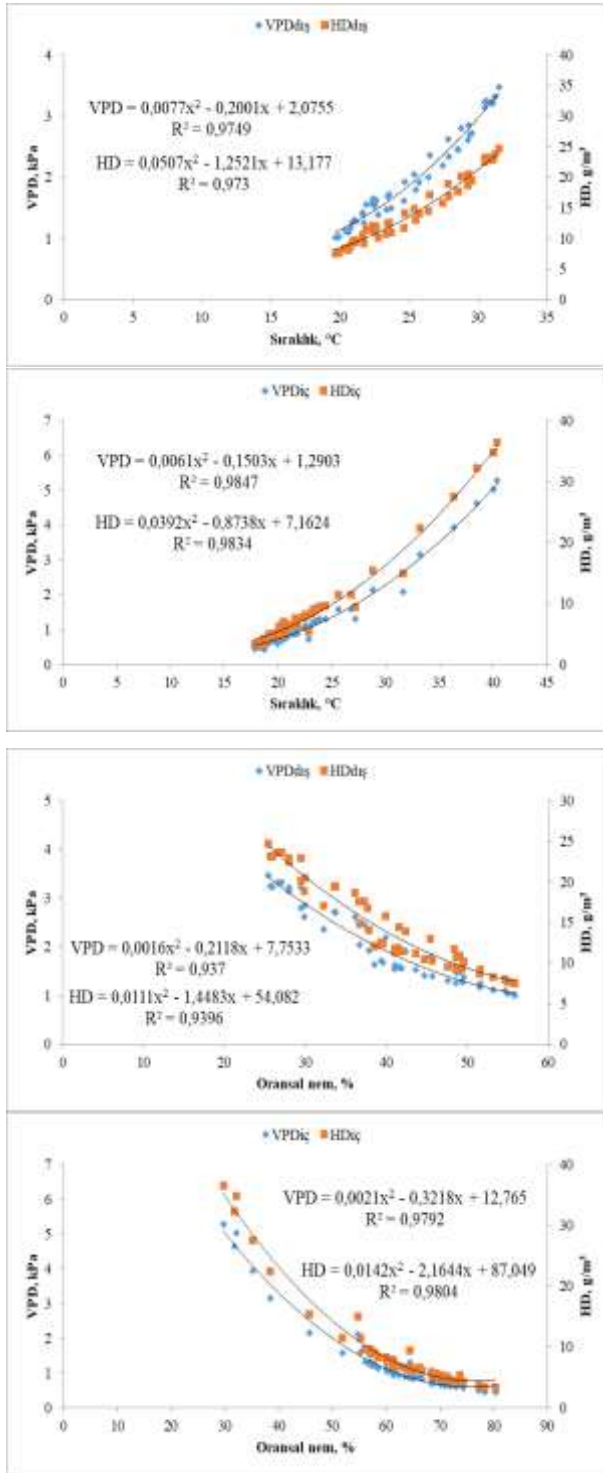 VPDdış HDdış
VPD = 0,0077x² - 0,2001x + 2,0755
R² = 0,9749
HD = 0,0507x² - 1,2521x + 13,177
R² = 0,973
VPD, kPa
HD, g/m³
4
3
2
1
0
40
35
30
25
20
15
10
5
0
0 5 10 15 20 25 30 35
Sıcaklık, °C
VPDiç HDiç
VPD = 0,0061x² - 0,1503x + 1,2903
R² = 0,9847
HD = 0,0392x² - 0,8738x + 7,1624
R² = 0,9834
VPD, kPa
HD, g/m³
7
6
5
4
3
2
1
0
40
30
20
10
0
0 5 10 15 20 25 30 35 40 45
Sıcaklık, °C
VPDdış HDdış
VPD = 0,0016x² - 0,2118x + 7,7533
R² = 0,937
HD = 0,0111x² - 1,4483x + 54,082
R² = 0,9396
VPD, kPa
HD, g/m³
5
4
3
2
1
0
30
25
20
15
10
5
0
0 10 20 30 40 50 60
Oransal nem, %
VPDiç HDiç
VPD = 0,0021x² - 0,3218x + 12,765
R² = 0,9792
HD = 0,0142x² - 2,1644x + 87,049
R² = 0,9804
VPD, kPa
HD, g/m³
7
6
5
4
3
2
1
0
40
30
20
10
0
0 10 20 30 40 50 60 70 80 90
Oransal nem, %